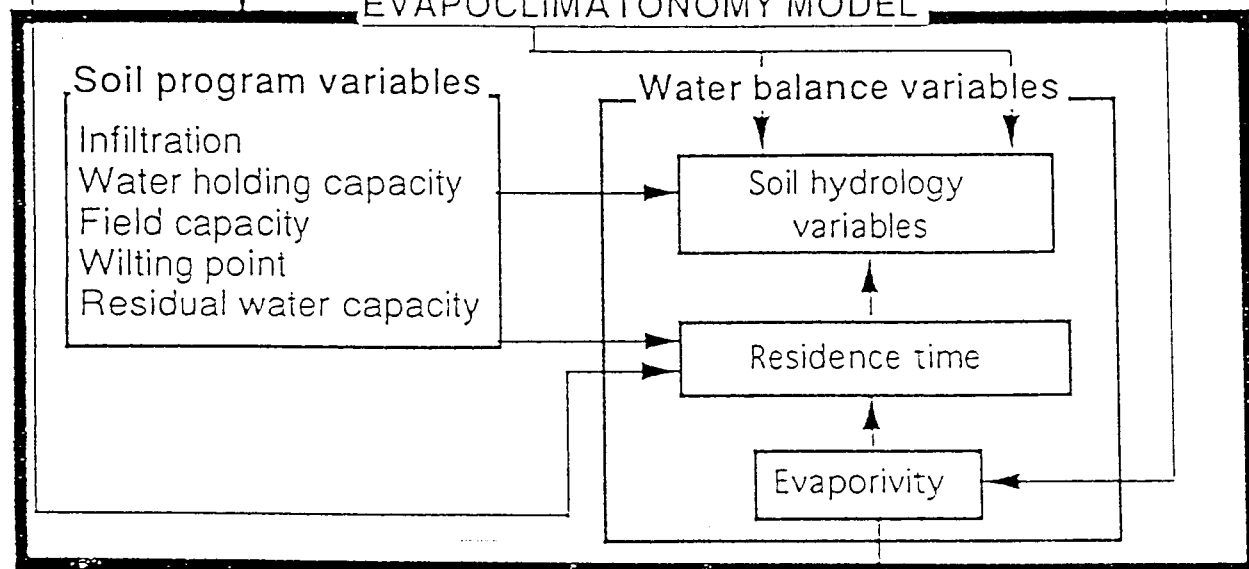 EVAPOCLIMATONOMY MODEL
Soil program variables
Infiltration
Water holding capacity
Field capacity
Wilting point
Residual water capacity
Water balance variables
Soil hydrology
variables
Residence time
Evaporivity